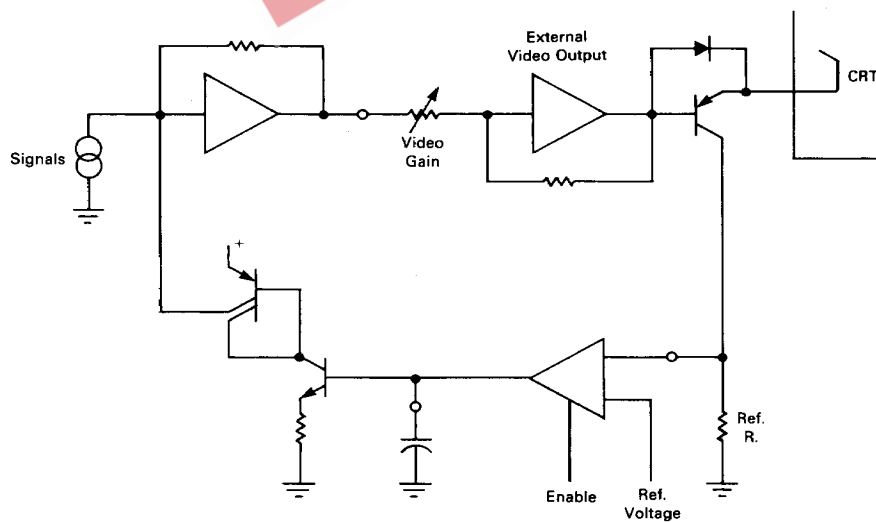 External
Video Output
CRT
Signals
Video
Gain
+
Ref.
R.
Enable
Ref.
Voltage